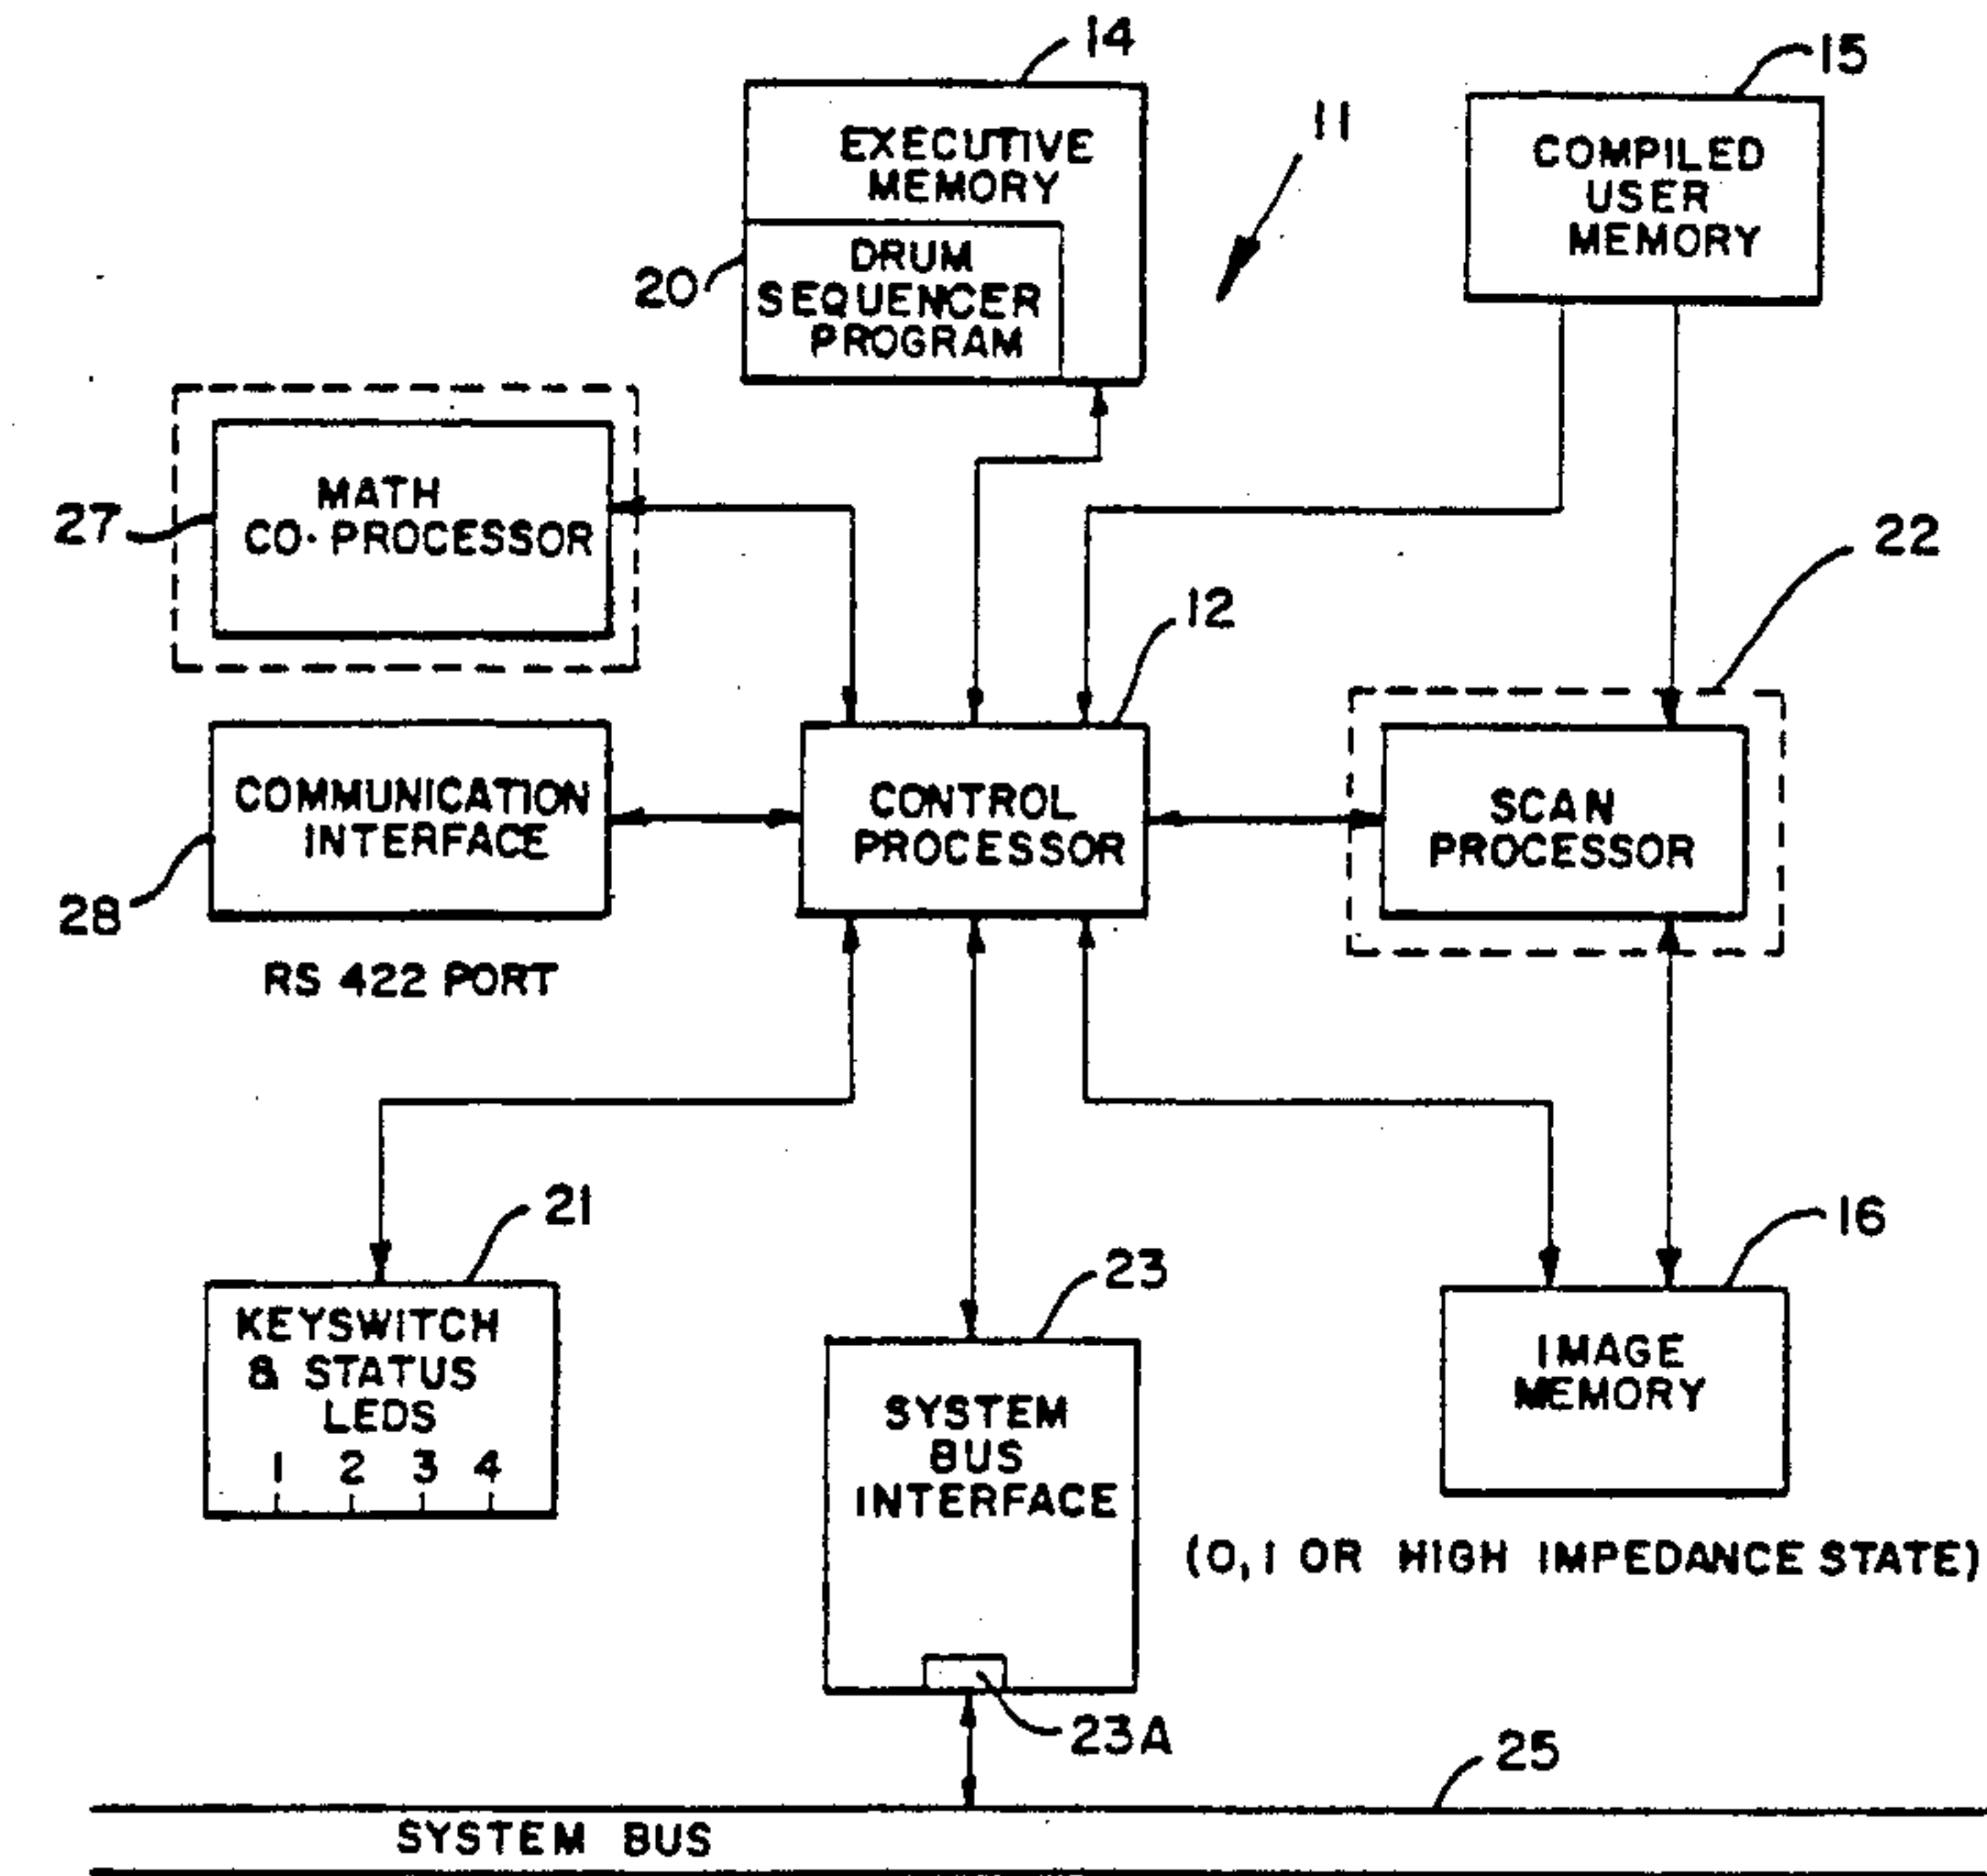 14
15
11
EXECUTIVE
MEMORY
COMPILED
USER
MEMORY
20
DRUM
SEQUENCER
PROGRAM
27
MATH
CO-PROCESSOR
22
12
COMMUNICATION
INTERFACE
28
RS 422 PORT
CONTROL
PROCESSOR
SCAN
PROCESSOR
21
KEYSWITCH
& STATUS
LEDS
1 2 3 4
23
SYSTEM
BUS
INTERFACE
23A
16
IMAGE
MEMORY
(0,1 OR HIGH IMPEDANCE STATE)
25
SYSTEM BUS